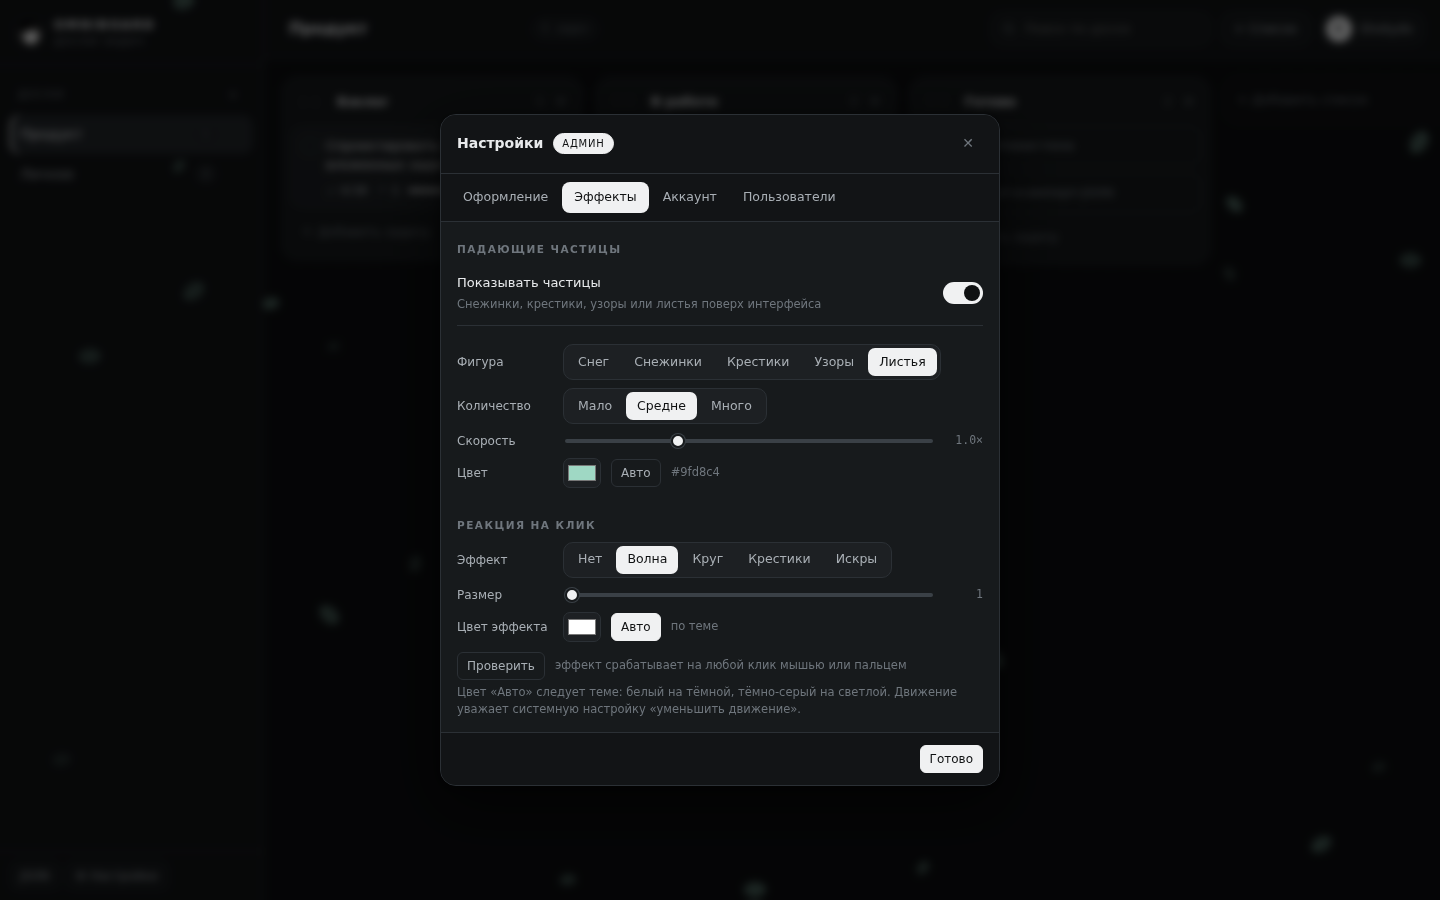 Продукт
Настройки АДМИН ×
Оформление Эффекты Аккаунт Пользователи
ПАДАЮЩИЕ ЧАСТИЦЫ
Показывать частицы
Снежинки, крестики, узоры или листья поверх интерфейса
Фигура Снег Снежинки Крестики Узоры Листья
Количество Мало Средне Много
Скорость 1.0×
Цвет Авто #9fd8c4
РЕАКЦИЯ НА КЛИК
Эффект Нет Волна Круг Крестики Искры
Размер 1
Цвет эффекта Авто по теме
Проверить эффект срабатывает на любой клик мышью или пальцем
Цвет «Авто» следует теме: белый на тёмной, тёмно-серый на светлой. Движение
уважает системную настройку «уменьшить движение».
Готово